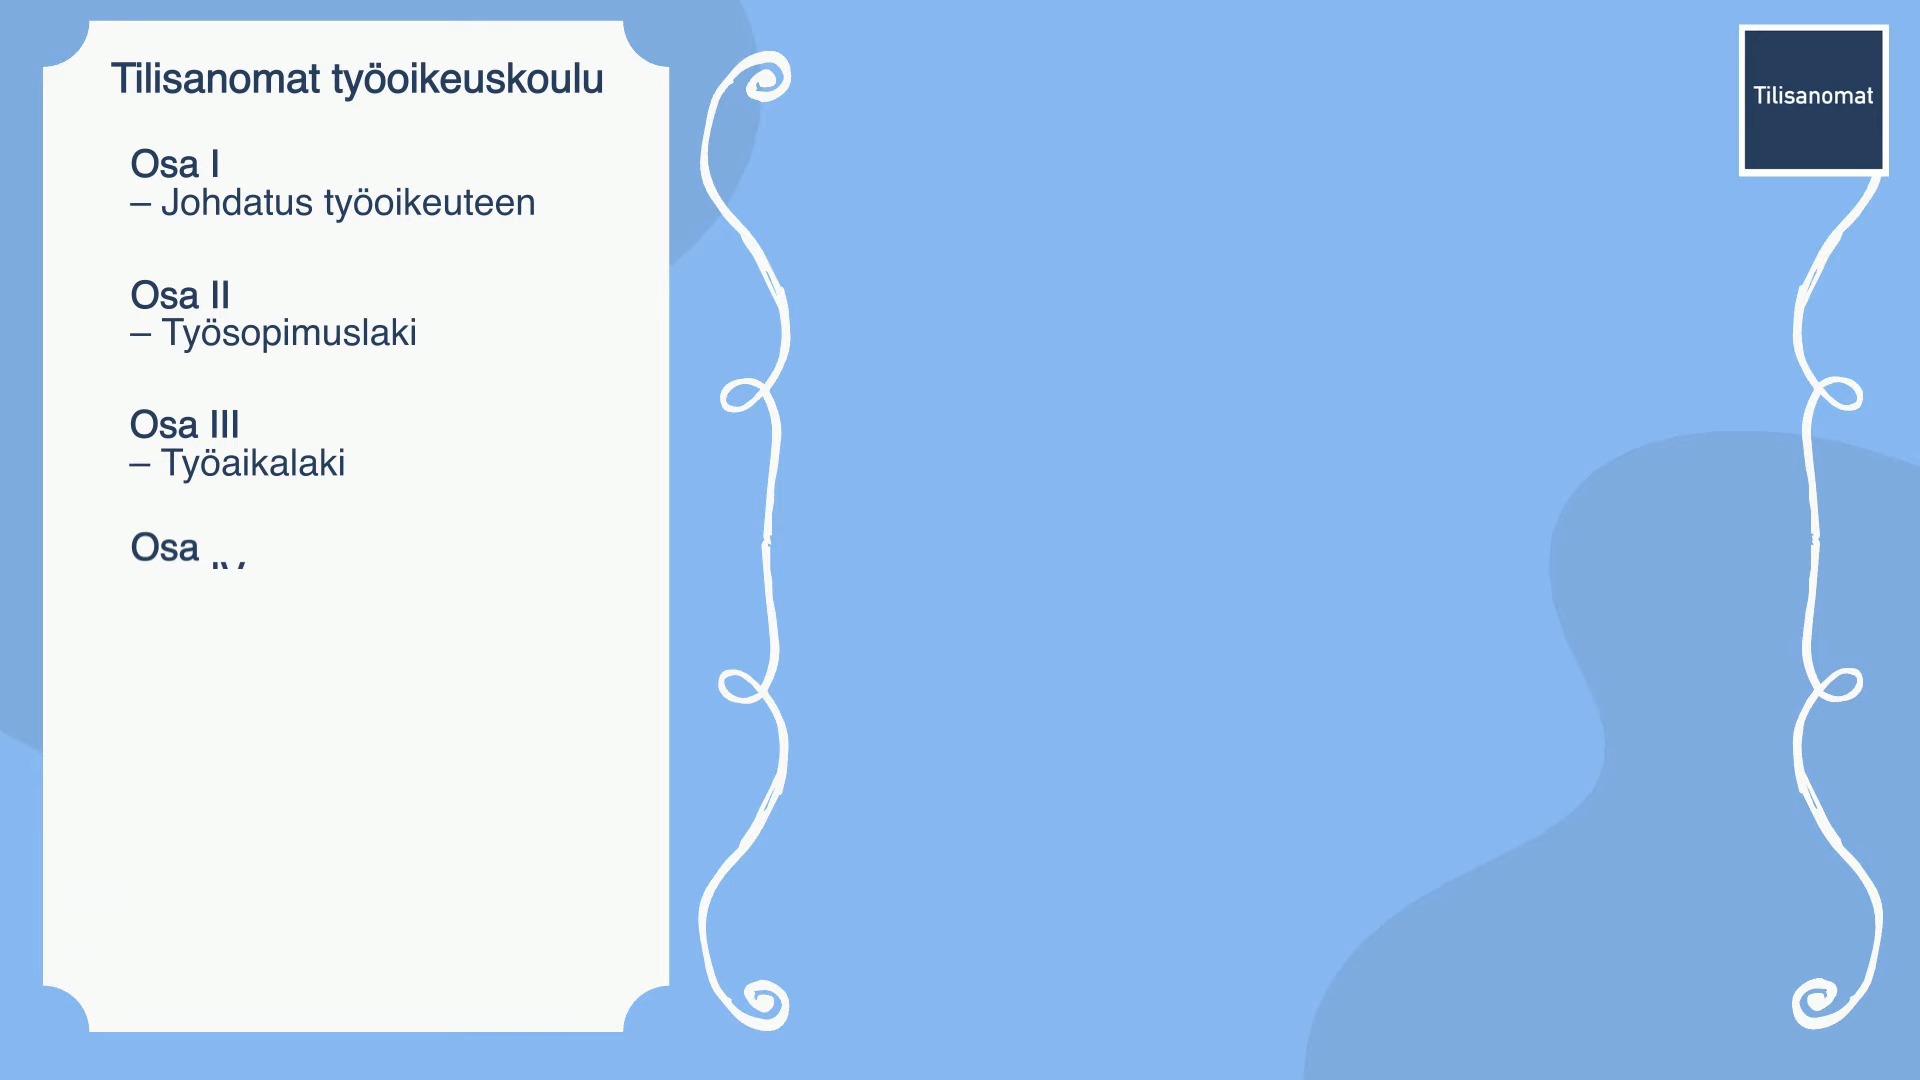 Tilisanomat työoikeuskoulu
Osa I
– Johdatus työoikeuteen
Osa II
– Työsopimuslaki
Osa III
– Työaikalaki
Osa
Tilisanomat